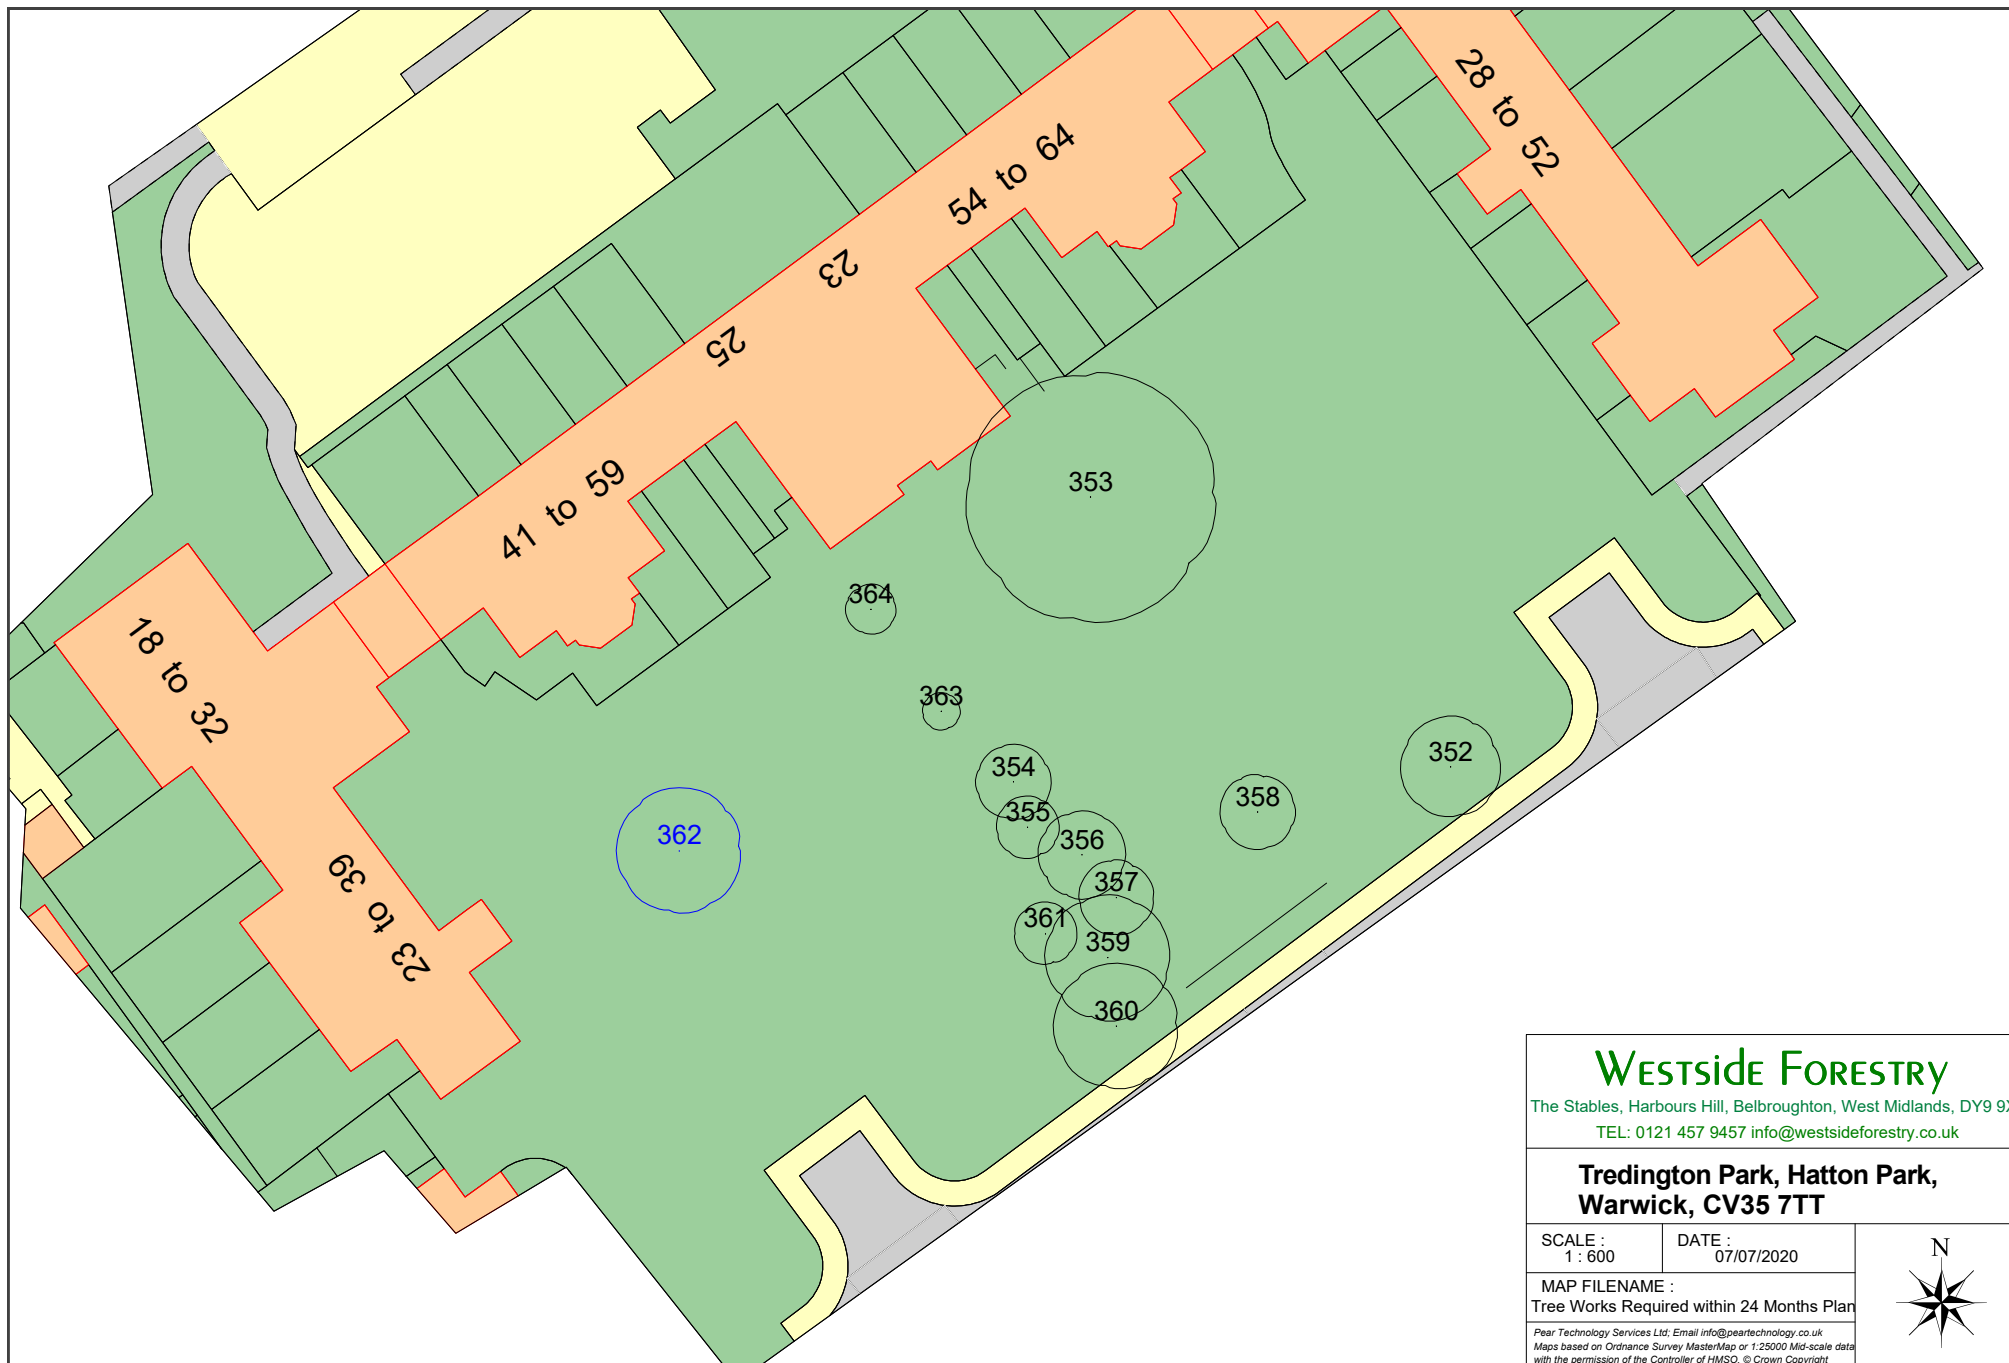 28 to 52
54 to 64
23
25
41 to 59
353
364
18 to 32
363
352
354
358
355
362
356
23 to 39
357
361
359
360
WESTSIDE FORESTRY
The Stables, Harbours Hill, Belbroughton, West Midlands, DY9 9
TEL: 0121 457 9457 info@westsideforestry.co.uk
Tredington Park, Hatton Park,
Warwick, CV35 7TT
SCALE :
1 : 600
DATE :
07/07/2020
N
MAP FILENAME :
Tree Works Required within 24 Months Plan
Pear Technology Services Ltd; Email info@peartechnology.co.uk
Maps based on Ordnance Survey MasterMap or 1:25000 Mid-scale data
with the permission of the Controller of HMSO. © Crown Copyright